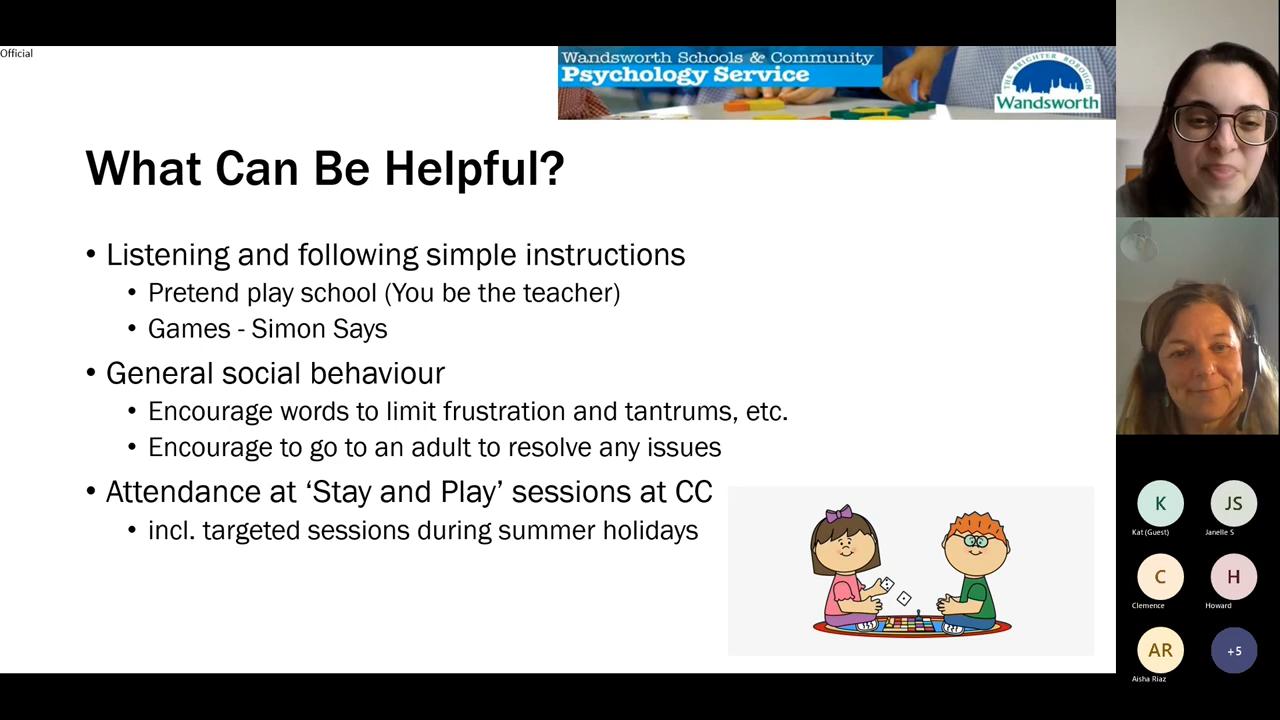 Official
Wandsworth Schools & Community
Psychology Service
THE BRIGHTER BOROUGH
Wandsworth
What Can Be Helpful?
• Listening and following simple instructions
• Pretend play school (You be the teacher)
• Games - Simon Says
• General social behaviour
• Encourage words to limit frustration and tantrums, etc.
• Encourage to go to an adult to resolve any issues
• Attendance at ‘Stay and Play’ sessions at CC
• incl. targeted sessions during summer holidays
K
JS
Kat (Guest)
Janelle S
C
H
Clemence
Howard
AR
+5
Aisha Riaz